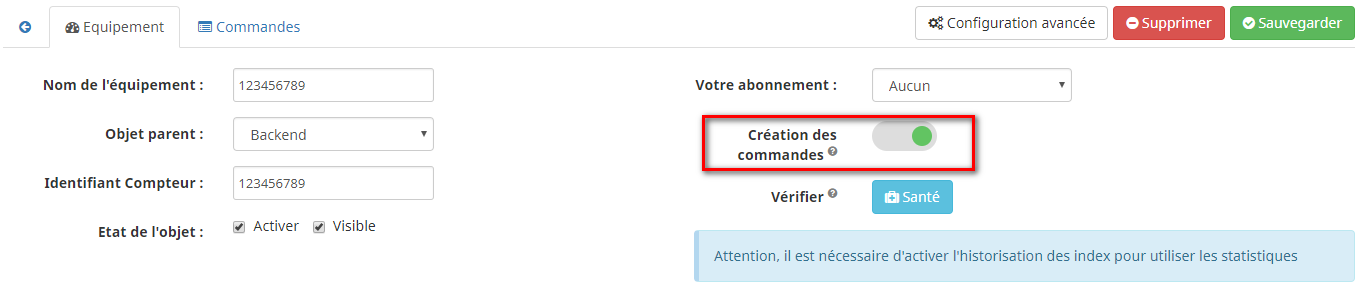 Equipement
Commandes
Configuration avancée
Supprimer
Sauvegarder
Nom de l'équipement :
123456789
Objet parent :
Backend
Identifiant Compteur :
123456789
Etat de l'objet :
Activer
Visible
Votre abonnement :
Aucun
Création des
commandes
Vérifier
Santé
Attention, il est nécessaire d'activer l'historisation des index pour utiliser les statistiques